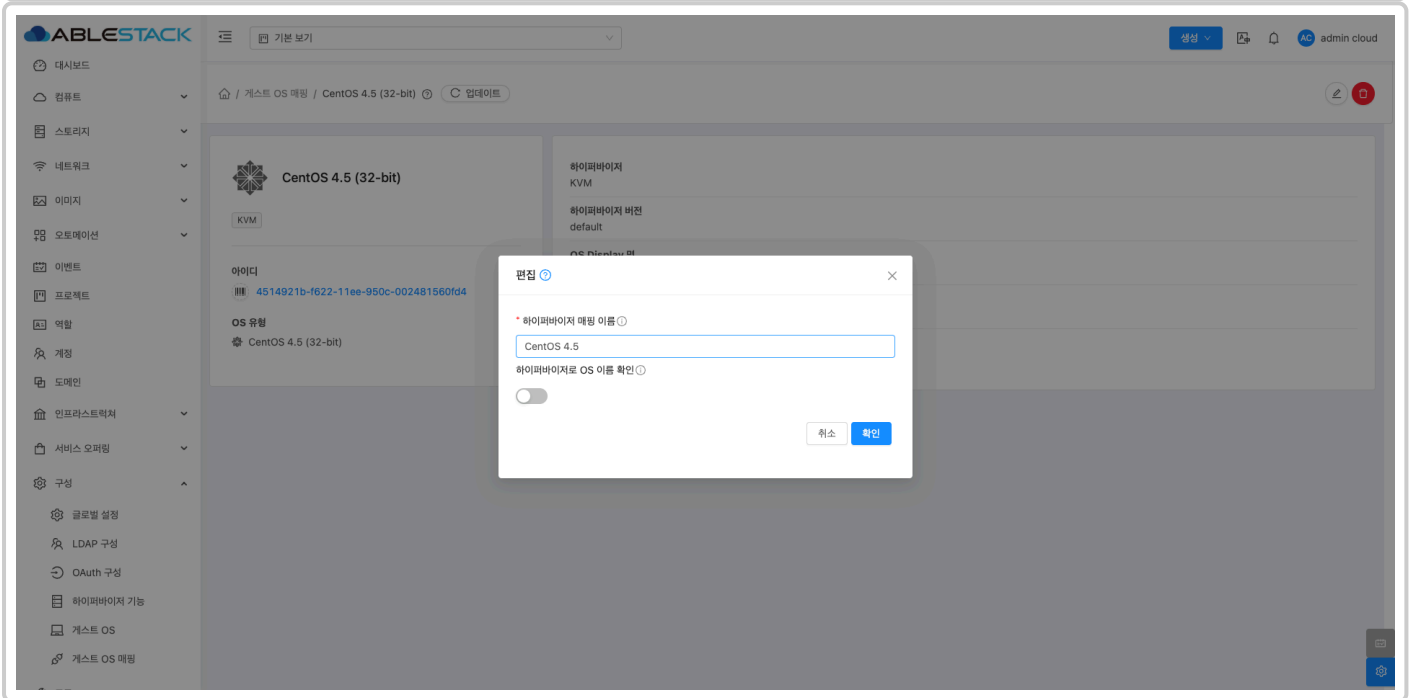 ABLESTACK
기본 보기
생성
AC
admin cloud
대시보드
컴퓨트
스토리지
네트워크
이미지
오토메이션
이벤트
프로젝트
역할
계정
도메인
인프라스트럭쳐
서비스 오퍼링
구성
글로벌 설정
LDAP 구성
OAuth 구성
하이퍼바이저 기능
게스트 OS
게스트 OS 매핑
/ 게스트 OS 매핑 / CentOS 4.5 (32-bit) 업데이트
CentOS 4.5 (32-bit)
KVM
아이디
4514921b-f622-11ee-950c-002481560fd4
OS 유형
CentOS 4.5 (32-bit)
하이퍼바이저
KVM
하이퍼바이저 버전
default
OS Display 명
편집
* 하이퍼바이저 매핑 이름
CentOS 4.5
하이퍼바이저로 OS 이름 확인
취소
확인